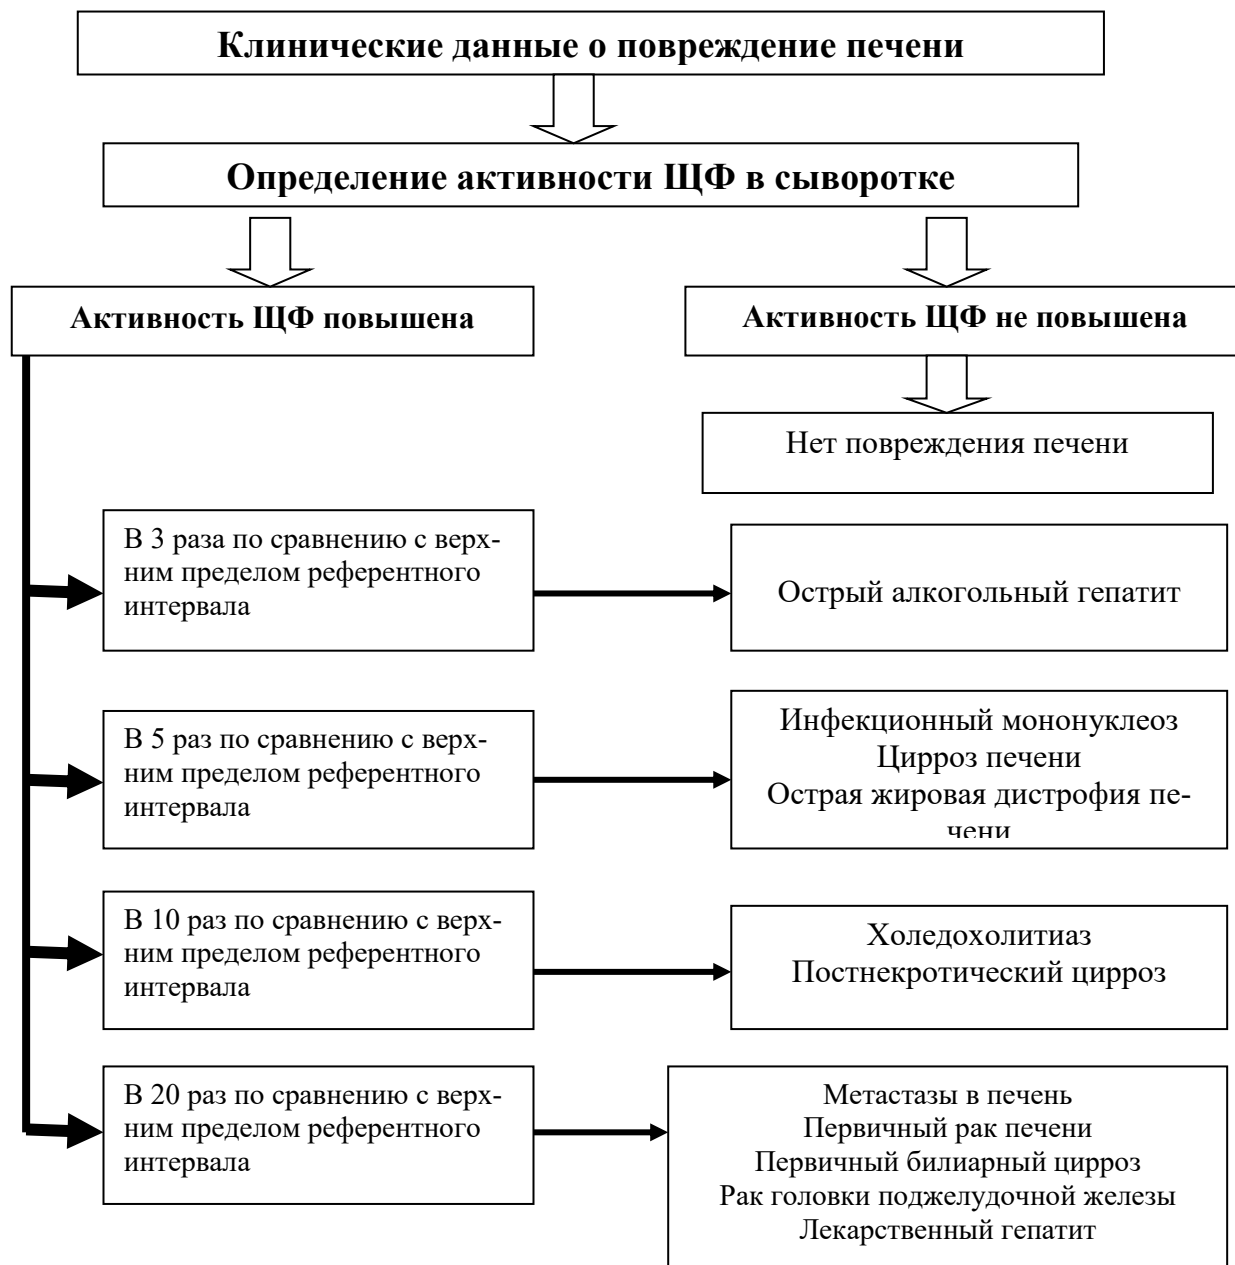 Клинические данные о повреждение печени
Определение активности ЩФ в сыворотке
Активность ЩФ повышена
Активность ЩФ не повышена
Нет повреждения печени
В 3 раза по сравнению с верх-
ним пределом референтного
интервала
Острый алкогольный гепатит
В 5 раз по сравнению с верх-
ним пределом референтного
интервала
Инфекционный мононуклеоз
Цирроз печени
Острая жировая дистрофия пе-
чени
В 10 раз по сравнению с верх-
ним пределом референтного
интервала
Холедохолитиаз
Постнекротический цирроз
В 20 раз по сравнению с верх-
ним пределом референтного
интервала
Метастазы в печень
Первичный рак печени
Первичный билиарный цирроз
Рак головки поджелудочной железы
Лекарственный гепатит